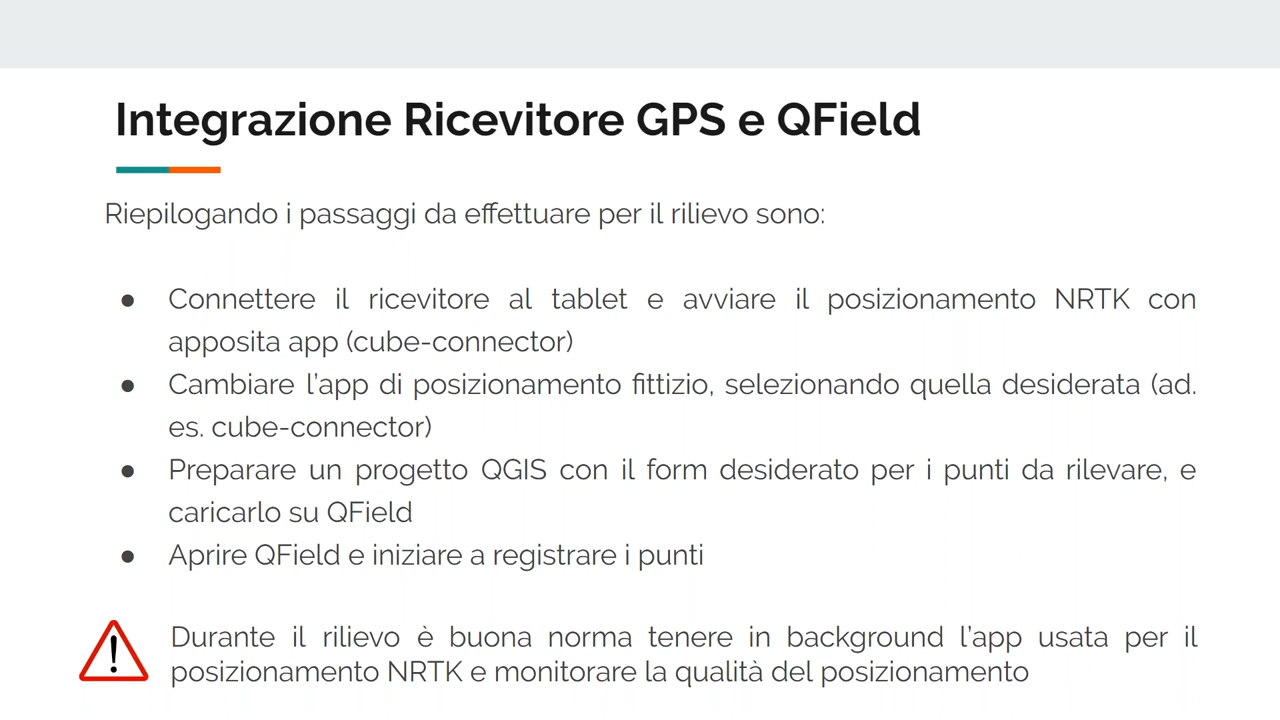 Integrazione Ricevitore GPS e QField
Riepilogando i passaggi da effettuare per il rilievo sono:
● Connettere il ricevitore al tablet e avviare il posizionamento NRTK con
apposita app (cube-connector)
● Cambiare l'app di posizionamento fittizio, selezionando quella desiderata (ad.
es. cube-connector)
● Preparare un progetto QGIS con il form desiderato per i punti da rilevare, e
caricarlo su QField
● Aprire QField e iniziare a registrare i punti
Durante il rilievo è buona norma tenere in background l'app usata per il
posizionamento NRTK e monitorare la qualità del posizionamento